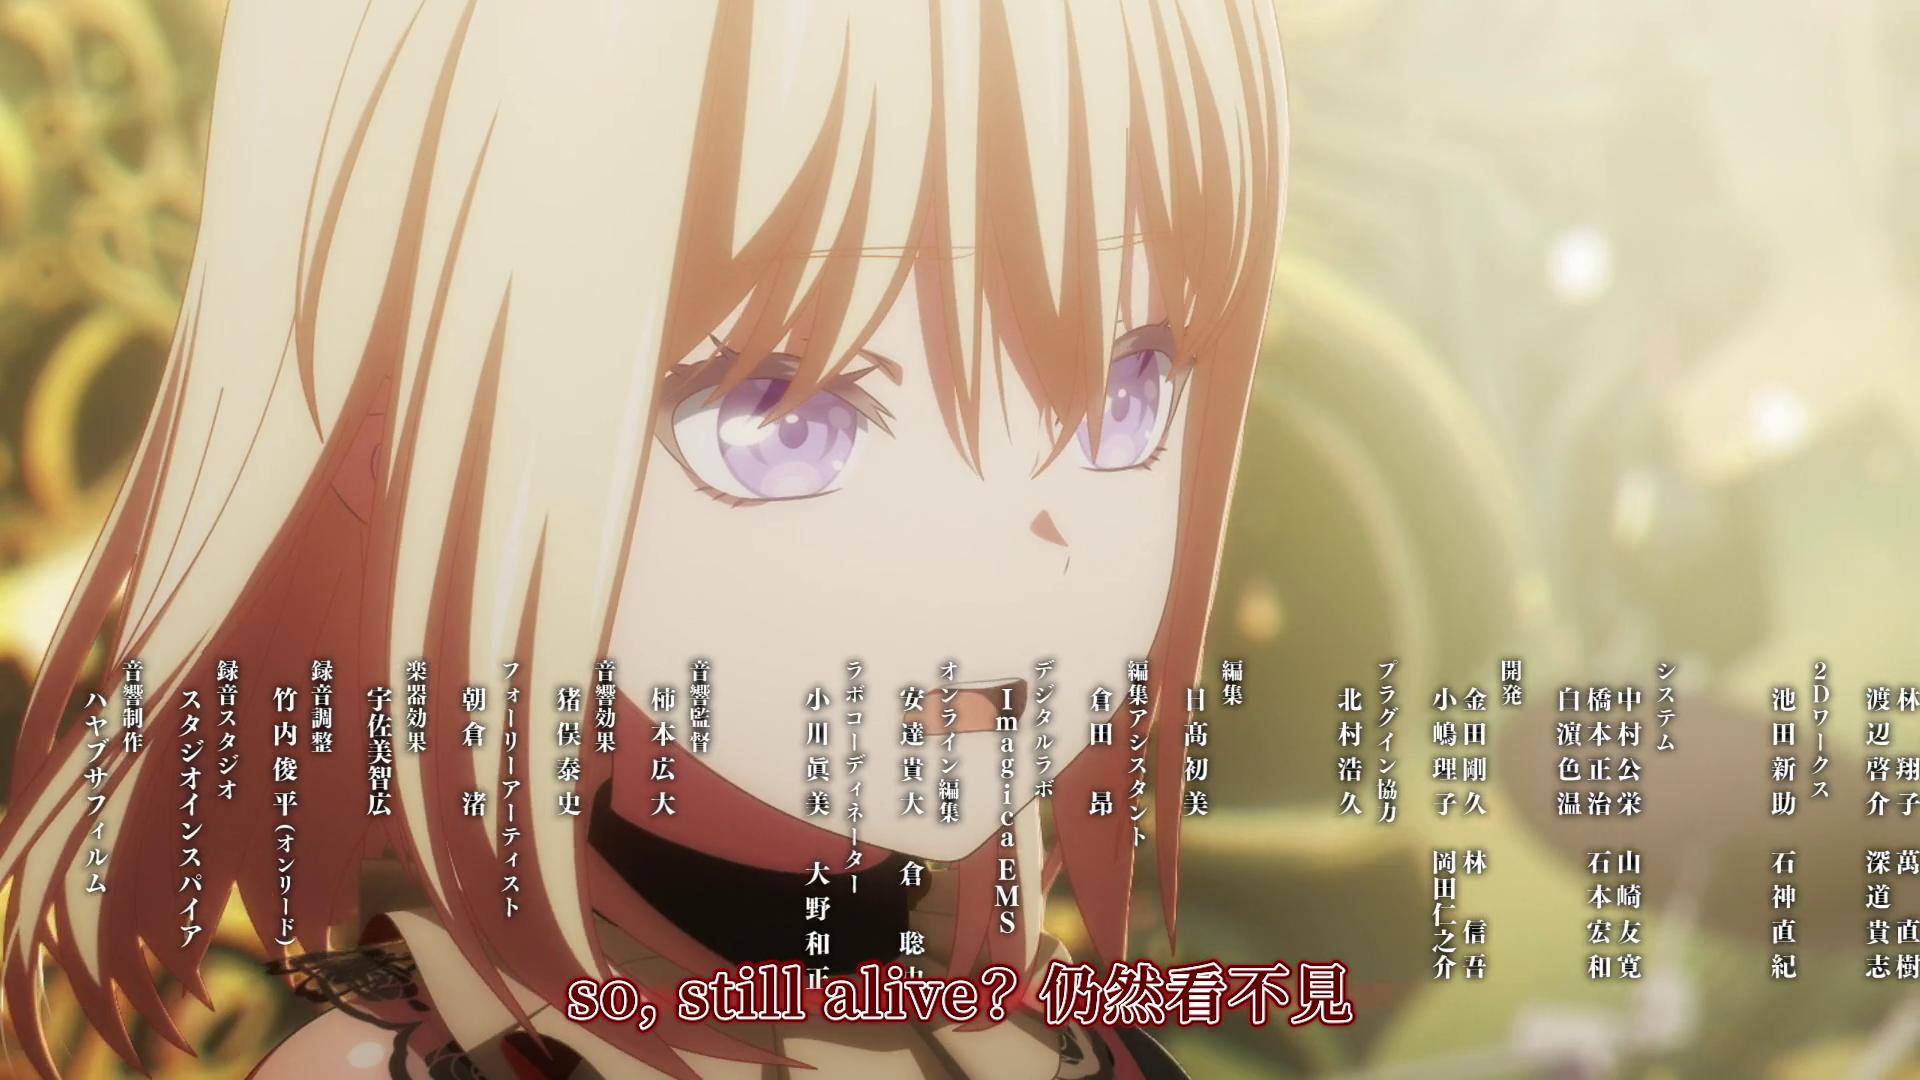 林　翔子　萬　直樹
渡辺啓介　深道貴志
2Dワークス
池田新助　石神直紀
システム
中村公栄　山崎友寛
橋本正治　石本宏和
白濵色温
開発
金田剛久　林　信吾
小嶋理子　岡田仁之介
プラグイン協力
北村浩久
編集
日髙初美
編集アシスタント
倉田　昂
デジタルラボ
Imagica EMS
オンライン編集
安達貴大　倉　聡
ラボコーディネーター
小川眞美　大野和正
音響監督
柿本広大
音響効果
猪俣泰史
フォーリーアーティスト
朝倉　渚
楽器効果
宇佐美智広
録音調整
竹内俊平(オンリード)
録音スタジオ
スタジオインスパイア
音響制作
ハヤブサフィルム
so, still alive? 仍然看不見